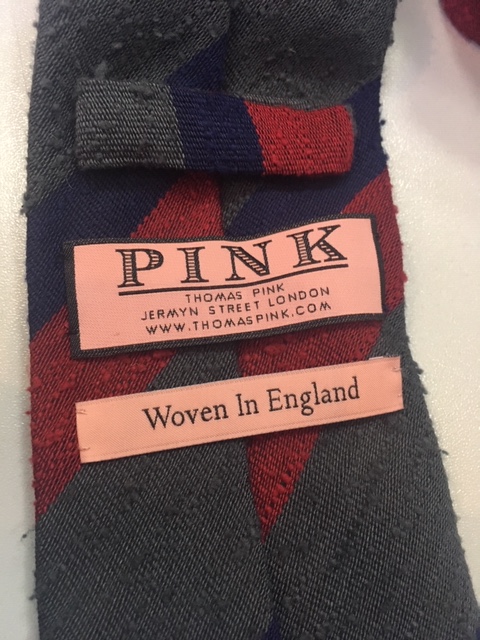 PINK
THOMAS PINK
JERMYN STREET LONDON
WWW.THOMASPINK.COM
Woven In England